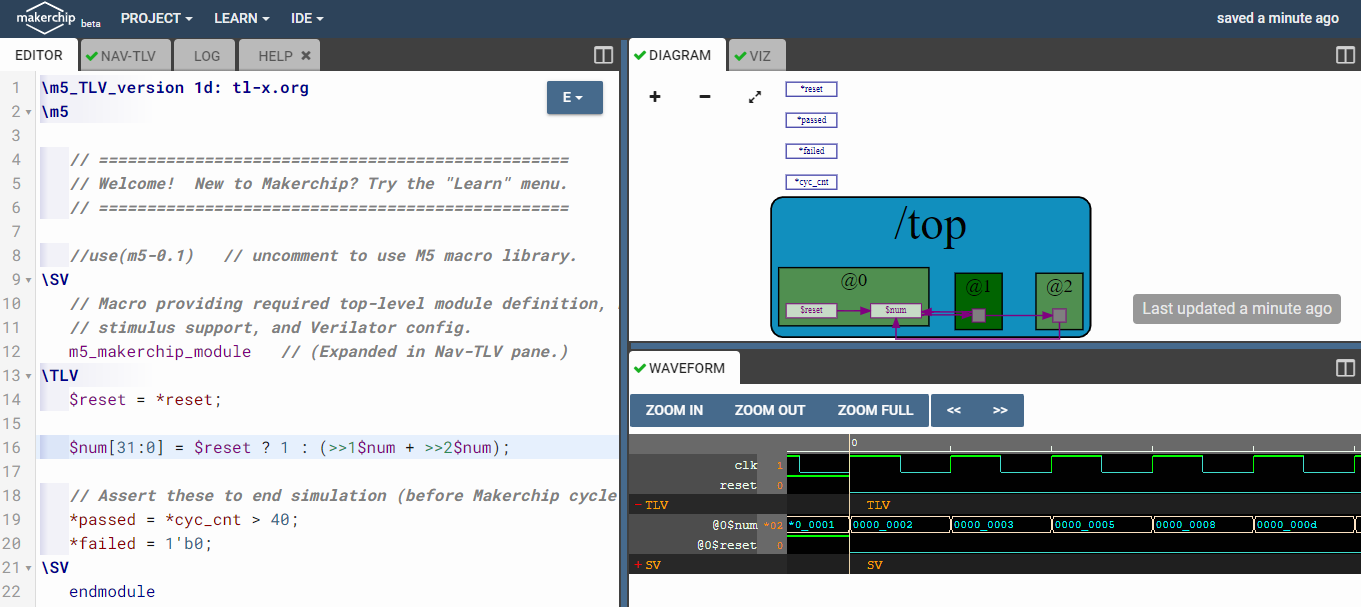 makerchip beta PROJECT LEARN IDE saved a minute ago
EDITOR NAV-TLV LOG HELP
1 \m5_TLV_version 1d: tl-x.org
2 \m5
3
4 // =================================================
5 // Welcome!  New to Makerchip? Try the "Learn" menu.
6 // =================================================
7
8 //use(m5-0.1)   // uncomment to use M5 macro library.
9 \SV
10 // Macro providing required top-level module definition,
11 // stimulus support, and Verilator config.
12 m5_makerchip_module   // (Expanded in Nav-TLV pane.)
13 \TLV
14 $reset = *reset;
15
16 $num[31:0] = $reset ? 1 : (>>1$num + >>2$num);
17
18 // Assert these to end simulation (before Makerchip cycle
19 *passed = *cyc_cnt > 40;
20 *failed = 1'b0;
21 \SV
22 endmodule
E
DIAGRAM VIZ
*reset
*passed
*failed
*cyc_cnt
/top
@0 @1 @2
$reset $num
Last updated a minute ago
WAVEFORM
ZOOM IN ZOOM OUT ZOOM FULL << >>
0
clk 1
reset 0
TLV TLV
@0$num *02 *0_0001 0000_0002 0000_0003 0000_0005 0000_0008 0000_000d
@0$reset 0
SV SV